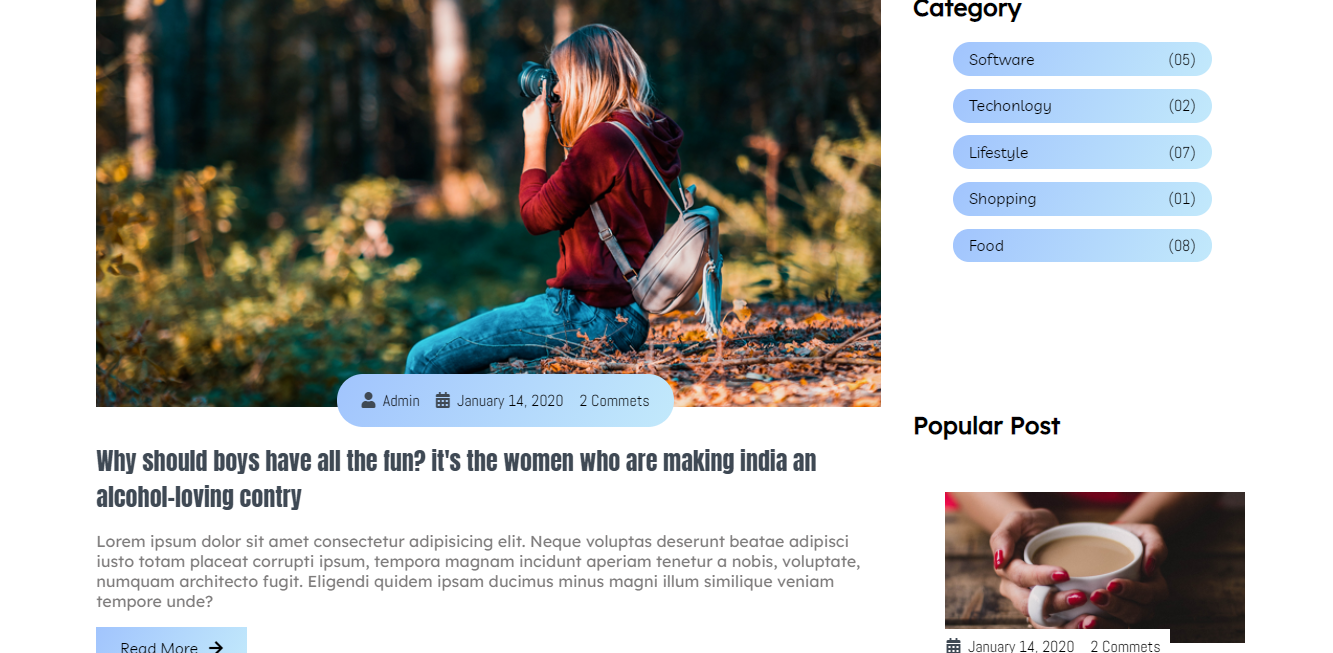 Category
Software (05)
Techonlogy (02)
Lifestyle (07)
Shopping (01)
Food (08)
Admin January 14, 2020 2 Commets
Why should boys have all the fun? it's the women who are making india an
alcohol-loving contry
Lorem ipsum dolor sit amet consectetur adipisicing elit. Neque voluptas deserunt beatae adipisci
iusto totam placeat corrupti ipsum, tempora magnam incidunt aperiam tenetur a nobis, voluptate,
numquam architecto fugit. Eligendi quidem ipsam ducimus minus magni illum similique veniam
tempore unde?
Read More
Popular Post
January 14, 2020 2 Commets